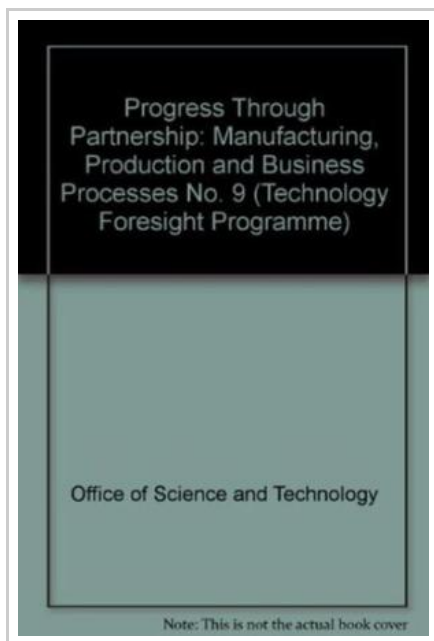 Progress Through
Partnership: Manufacturing,
Production and Business
Processes No. 9 (Technology
Foresight Programme)
Office of Science and Technology
Note: This is not the actual book cover